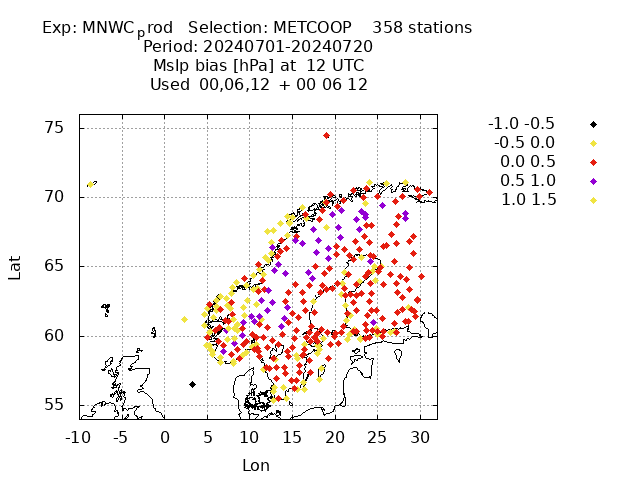 Exp: MNWCprod Selection: METCOOP 358 stations
Period: 20240701-20240720
Mslp bias [hPa] at 12 UTC
Used 00,06,12 + 00 06 12
-1.0 -0.5
-0.5 0.0
0.0 0.5
0.5 1.0
1.0 1.5
75
70
65
60
55
Lat
-10 -5 0 5 10 15 20 25 30
Lon